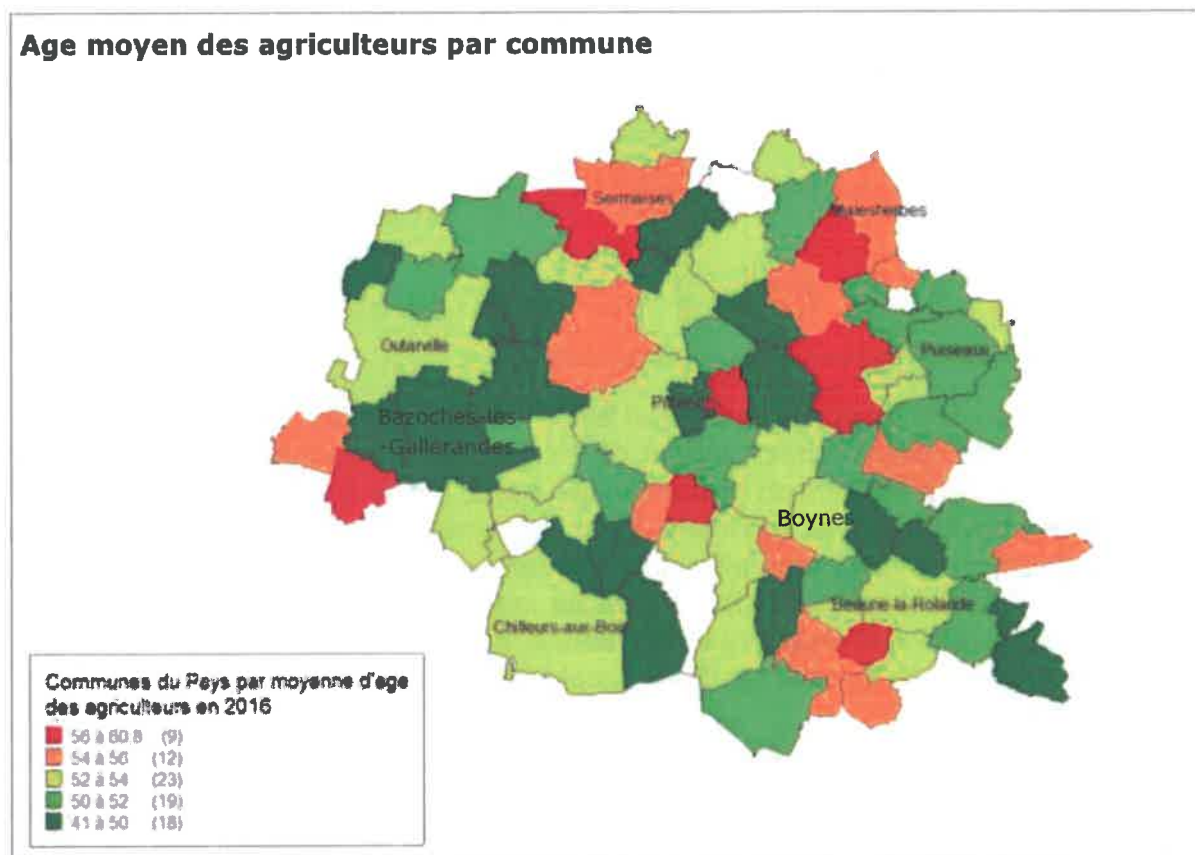 Age moyen des agriculteurs par commune
Sermaises
Malesherbes
Outarville
Puiseaux
Bazoches-les-
-Gallerandes
Boynes
Beaune-la-Rolande
Chilleurs-aux-Bois
Communes du Pays par moyenne d'age
des agriculteurs en 2016
56 à 60.8 (9)
54 à 56 (12)
52 à 54 (23)
50 à 52 (19)
41 à 50 (18)